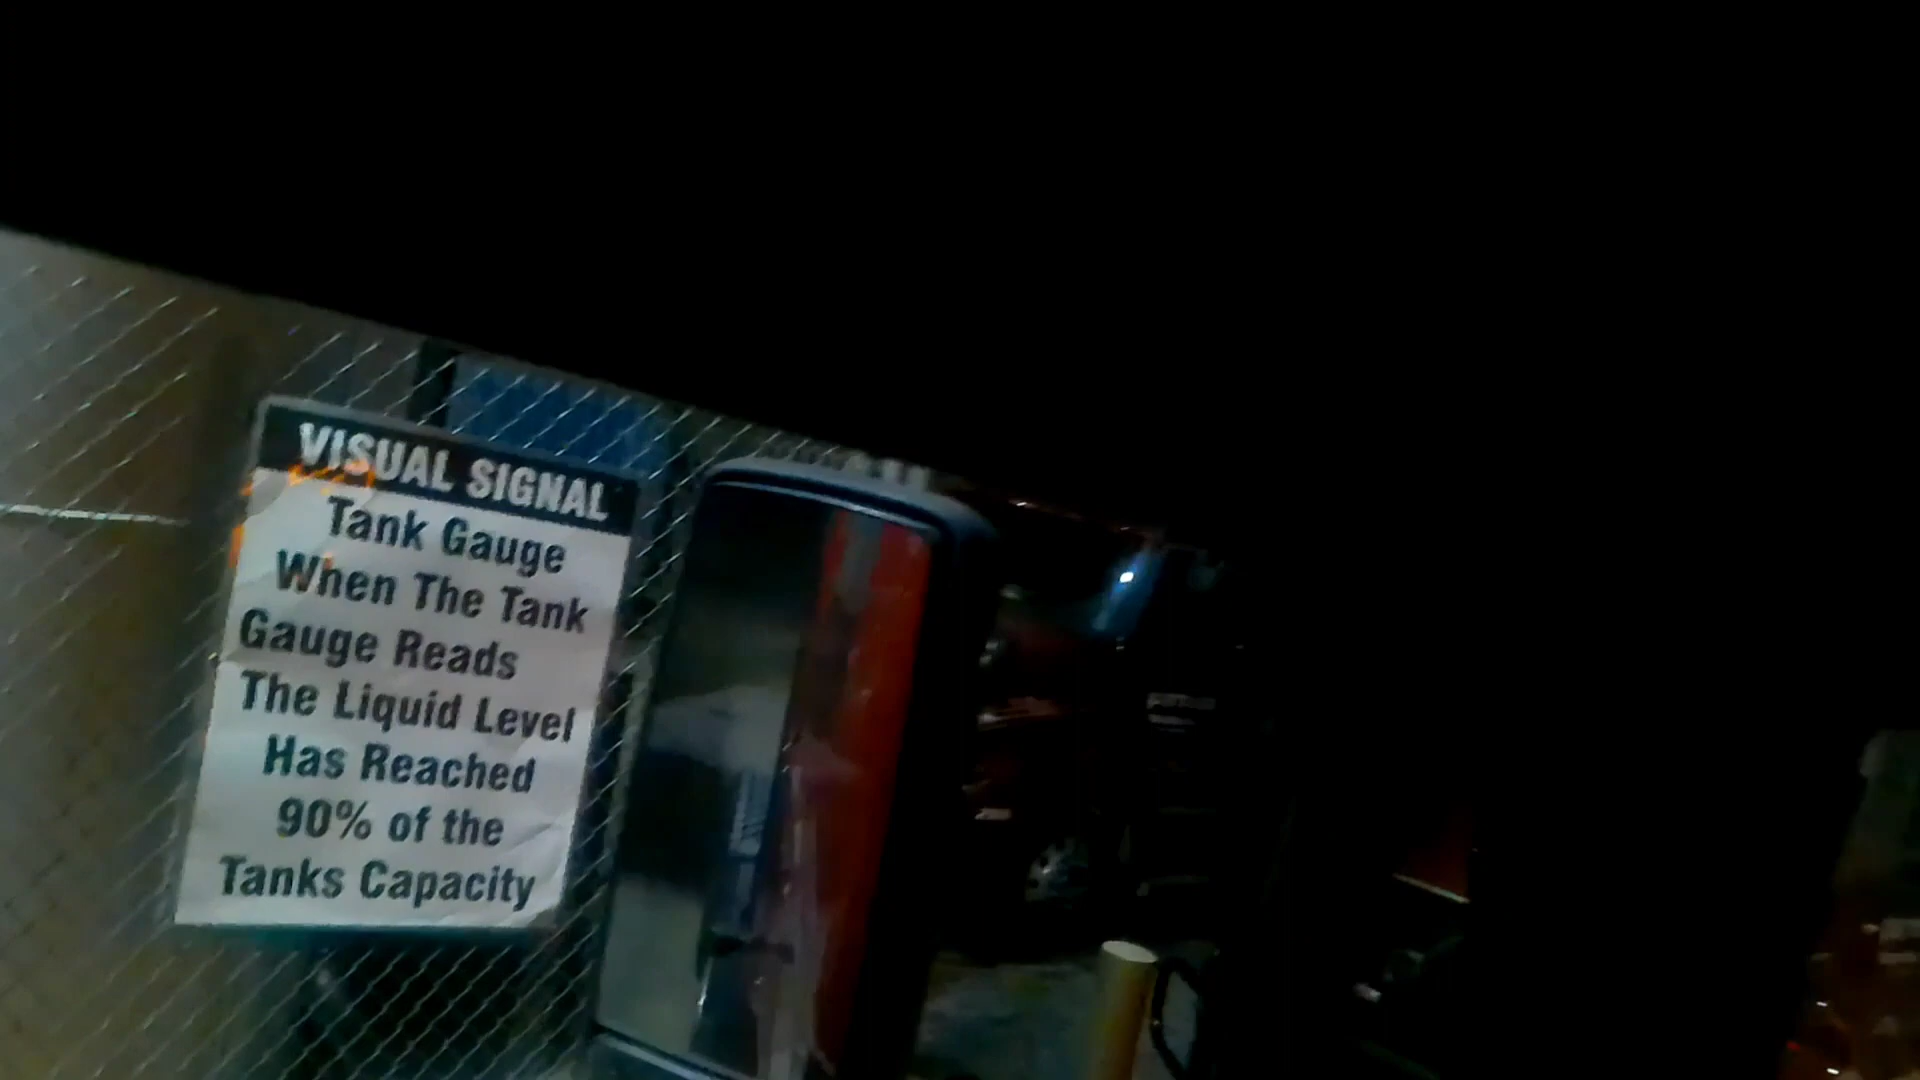 VISUAL SIGNAL
Tank Gauge
When The Tank
Gauge Reads
The Liquid Level
Has Reached
90% of the
Tanks Capacity